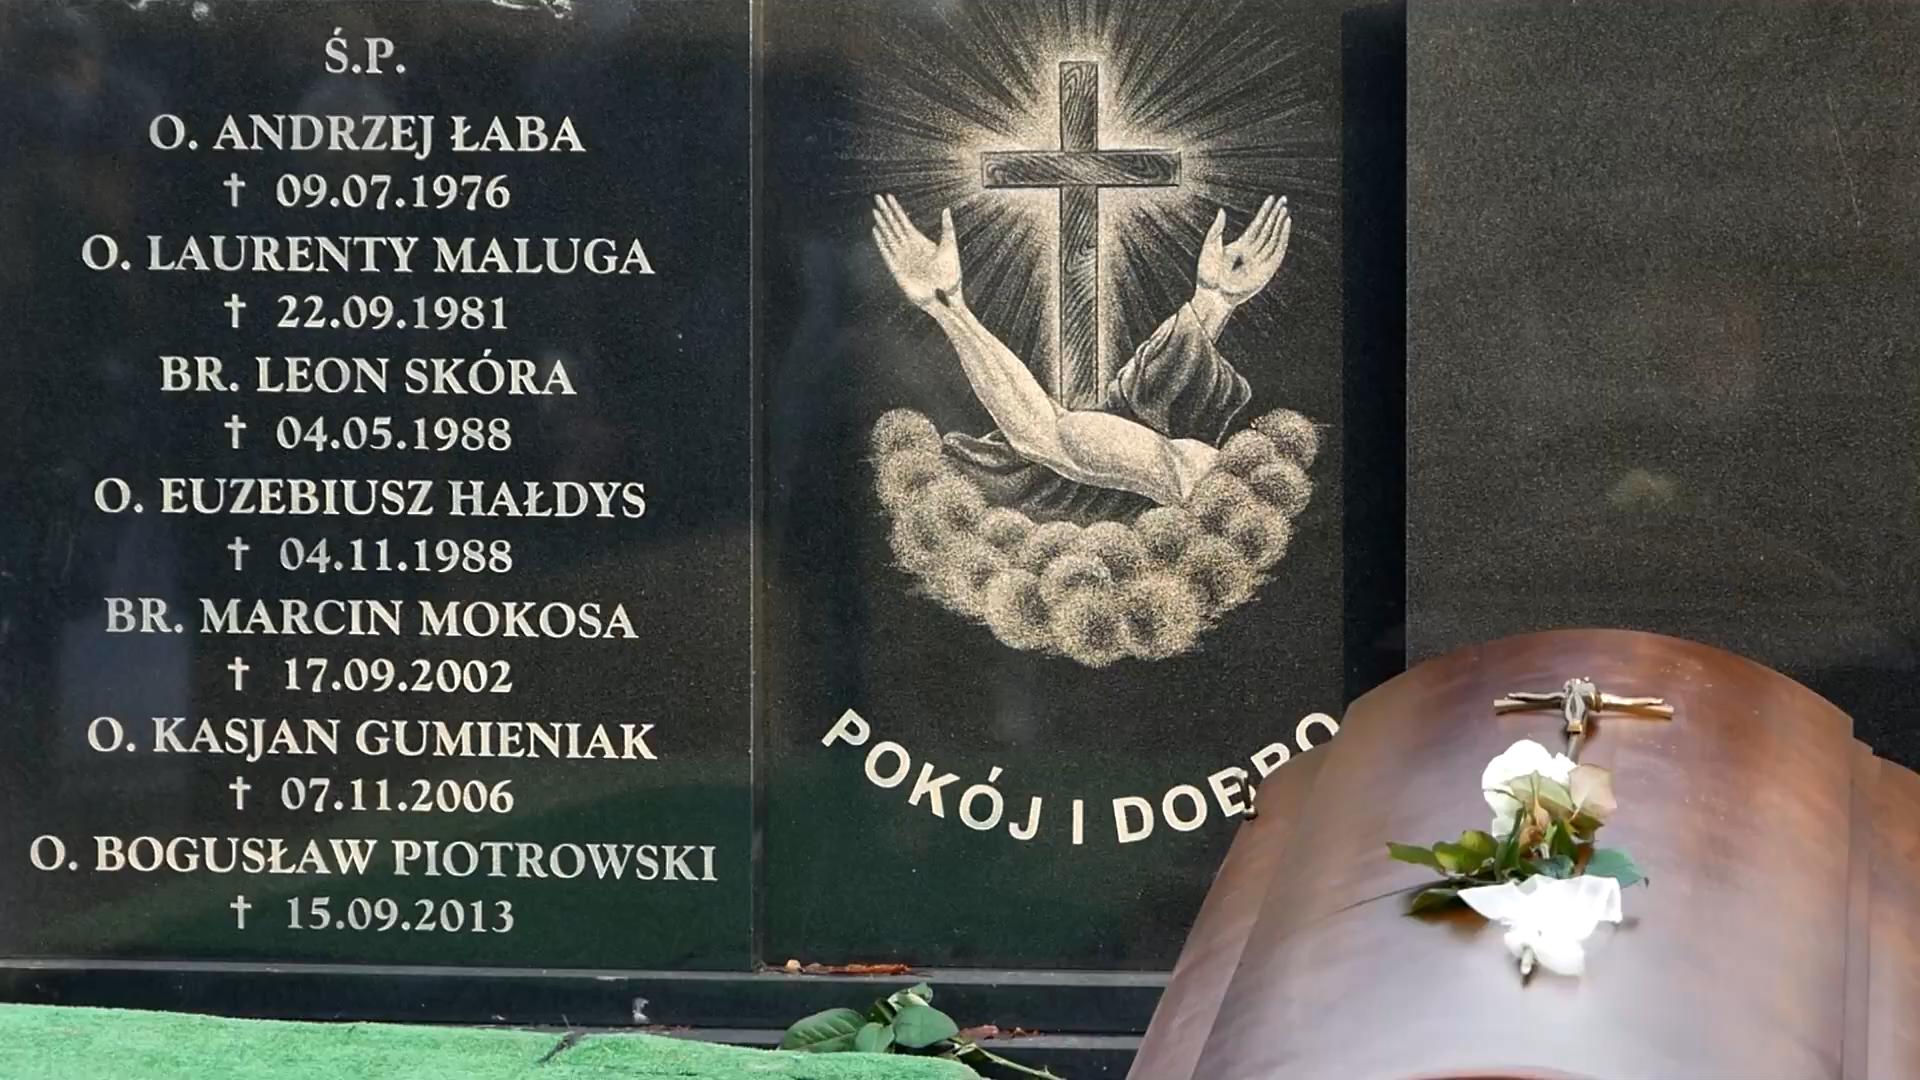 Ś.P.
O. ANDRZEJ ŁABA
† 09.07.1976
O. LAURENTY MALUGA
† 22.09.1981
BR. LEON SKÓRA
† 04.05.1988
O. EUZEBIUSZ HAŁDYS
† 04.11.1988
BR. MARCIN MOKOSA
† 17.09.2002
O. KASJAN GUMIENIAK
† 07.11.2006
O. BOGUSŁAW PIOTROWSKI
† 15.09.2013
POKÓJ I DOBRO